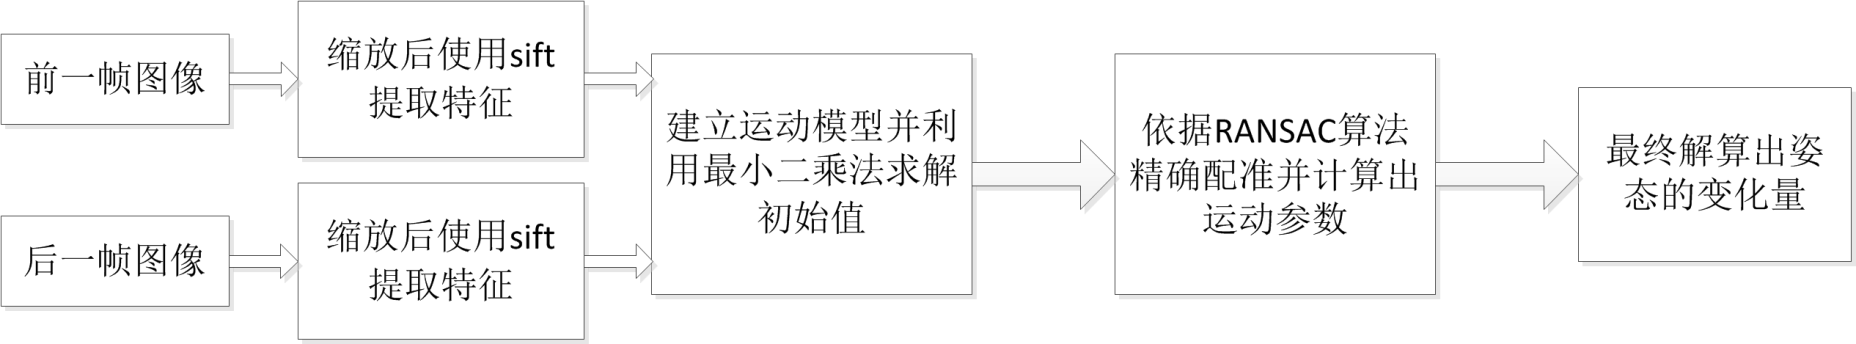 前一帧图像
缩放后使用sift
提取特征
后一帧图像
缩放后使用sift
提取特征
建立运动模型并利
用最小二乘法求解
初始值
依据RANSAC算法
精确配准并计算出
运动参数
最终解算出姿
态的变化量